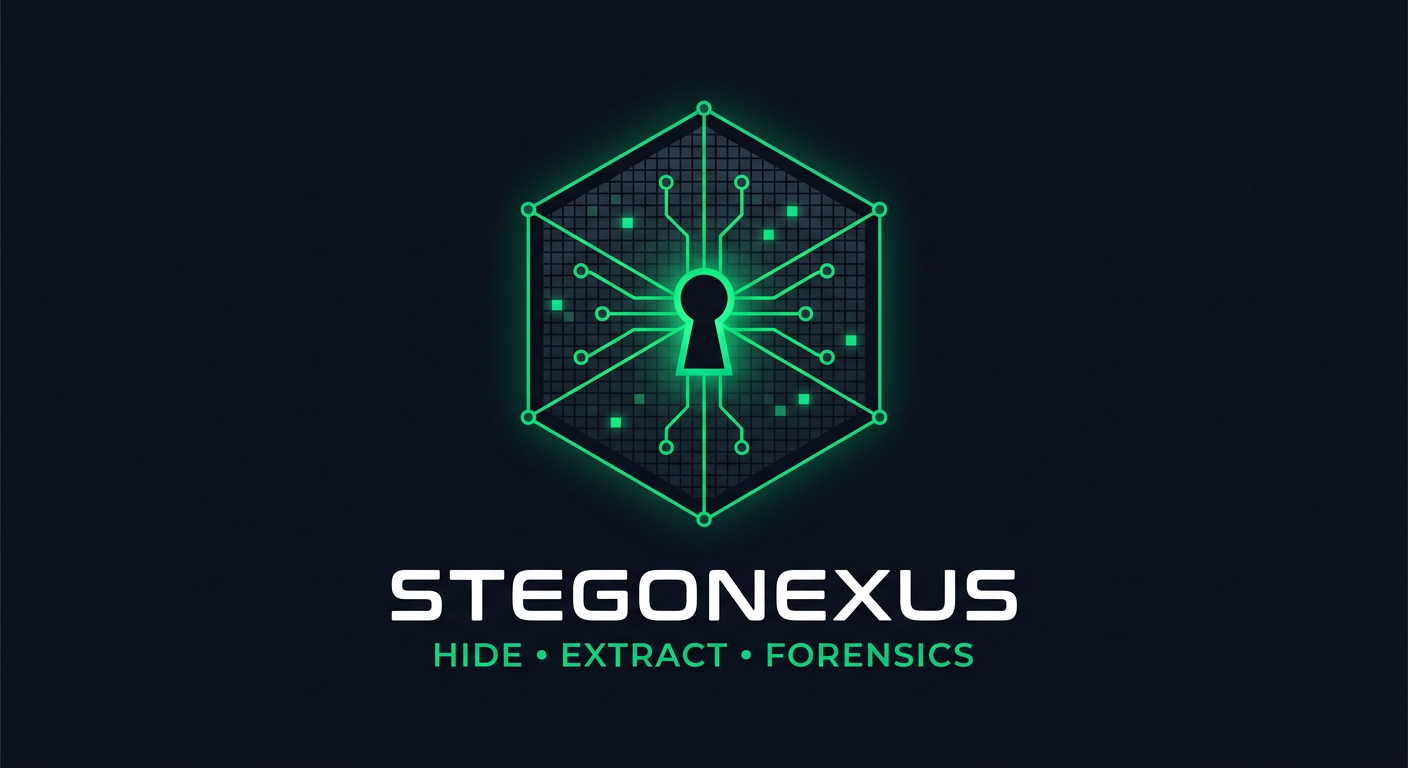 STEGONEXUS
HIDE • EXTRACT • FORENSICS